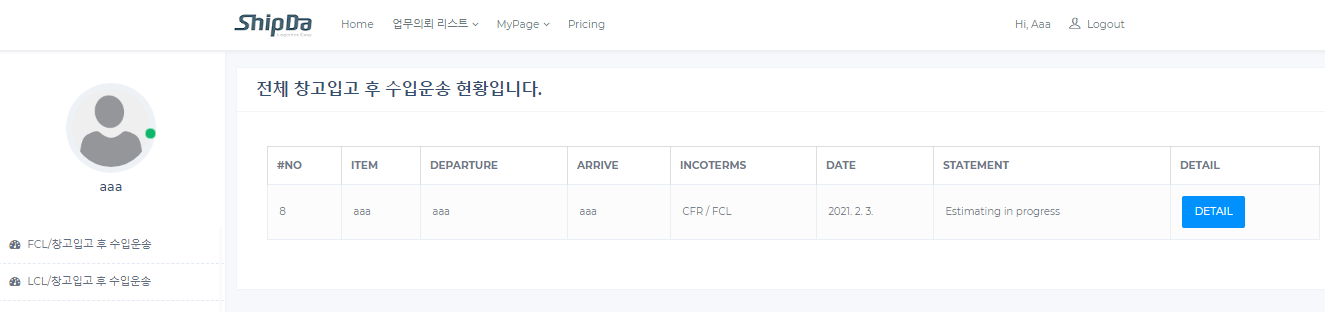 ShipDa Home 업무의뢰 리스트 MyPage Pricing Hi, Aaa Logout
aaa
FCL/창고입고 후 수입운송
LCL/창고입고 후 수입운송
전체 창고입고 후 수입운송 현황입니다.
#NO ITEM DEPARTURE ARRIVE INCOTERMS DATE STATEMENT DETAIL
8 aaa aaa aaa CFR / FCL 2021. 2. 3. Estimating in progress DETAIL